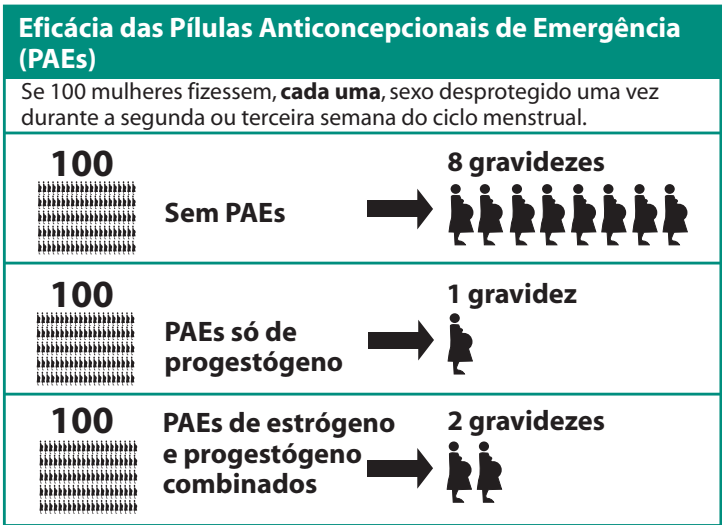 Eficácia das Pílulas Anticoncepcionais de Emergência
(PAEs)
Se 100 mulheres fizessem, cada uma, sexo desprotegido uma vez
durante a segunda ou terceira semana do ciclo menstrual.
100
Sem PAEs
8 gravidezes
100
PAEs só de
progestógeno
1 gravidez
100
PAEs de estrógeno
e progestógeno
combinados
2 gravidezes